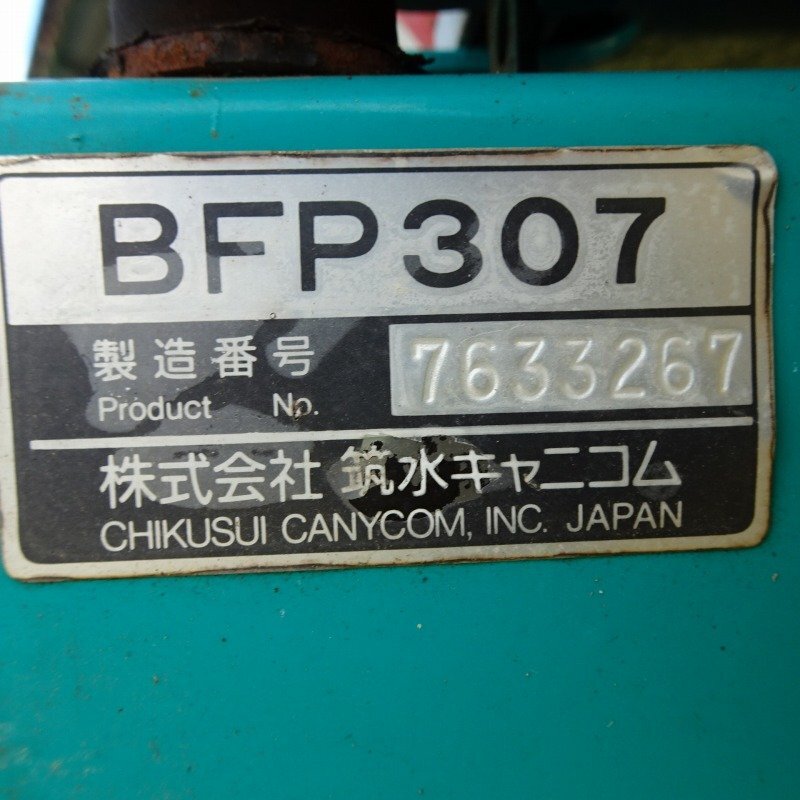 BFP307
製造番号 7633267
Product No.
株式会社 筑水キャニコム
CHIKUSUI CANYCOM, INC. JAPAN